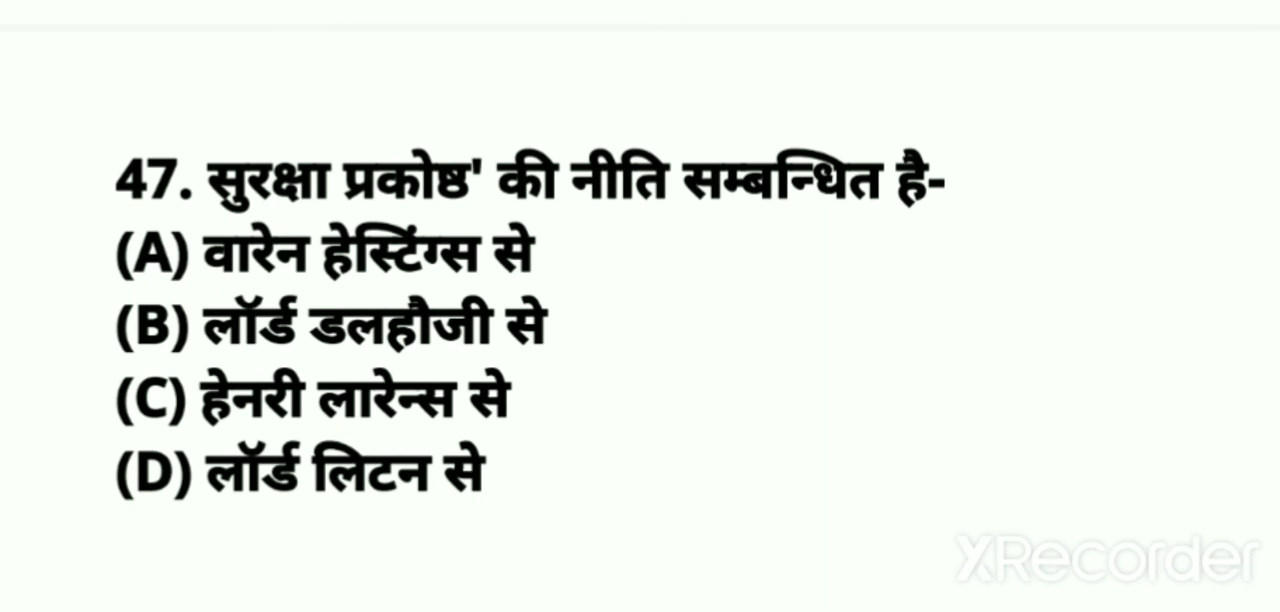 47. सुरक्षा प्रकोष्ठ' की नीति सम्बन्धित है-
(A) वारेन हेस्टिंग्स से
(B) लॉर्ड डलहौजी से
(C) हेनरी लारेन्स से
(D) लॉर्ड लिटन से
XRecorder